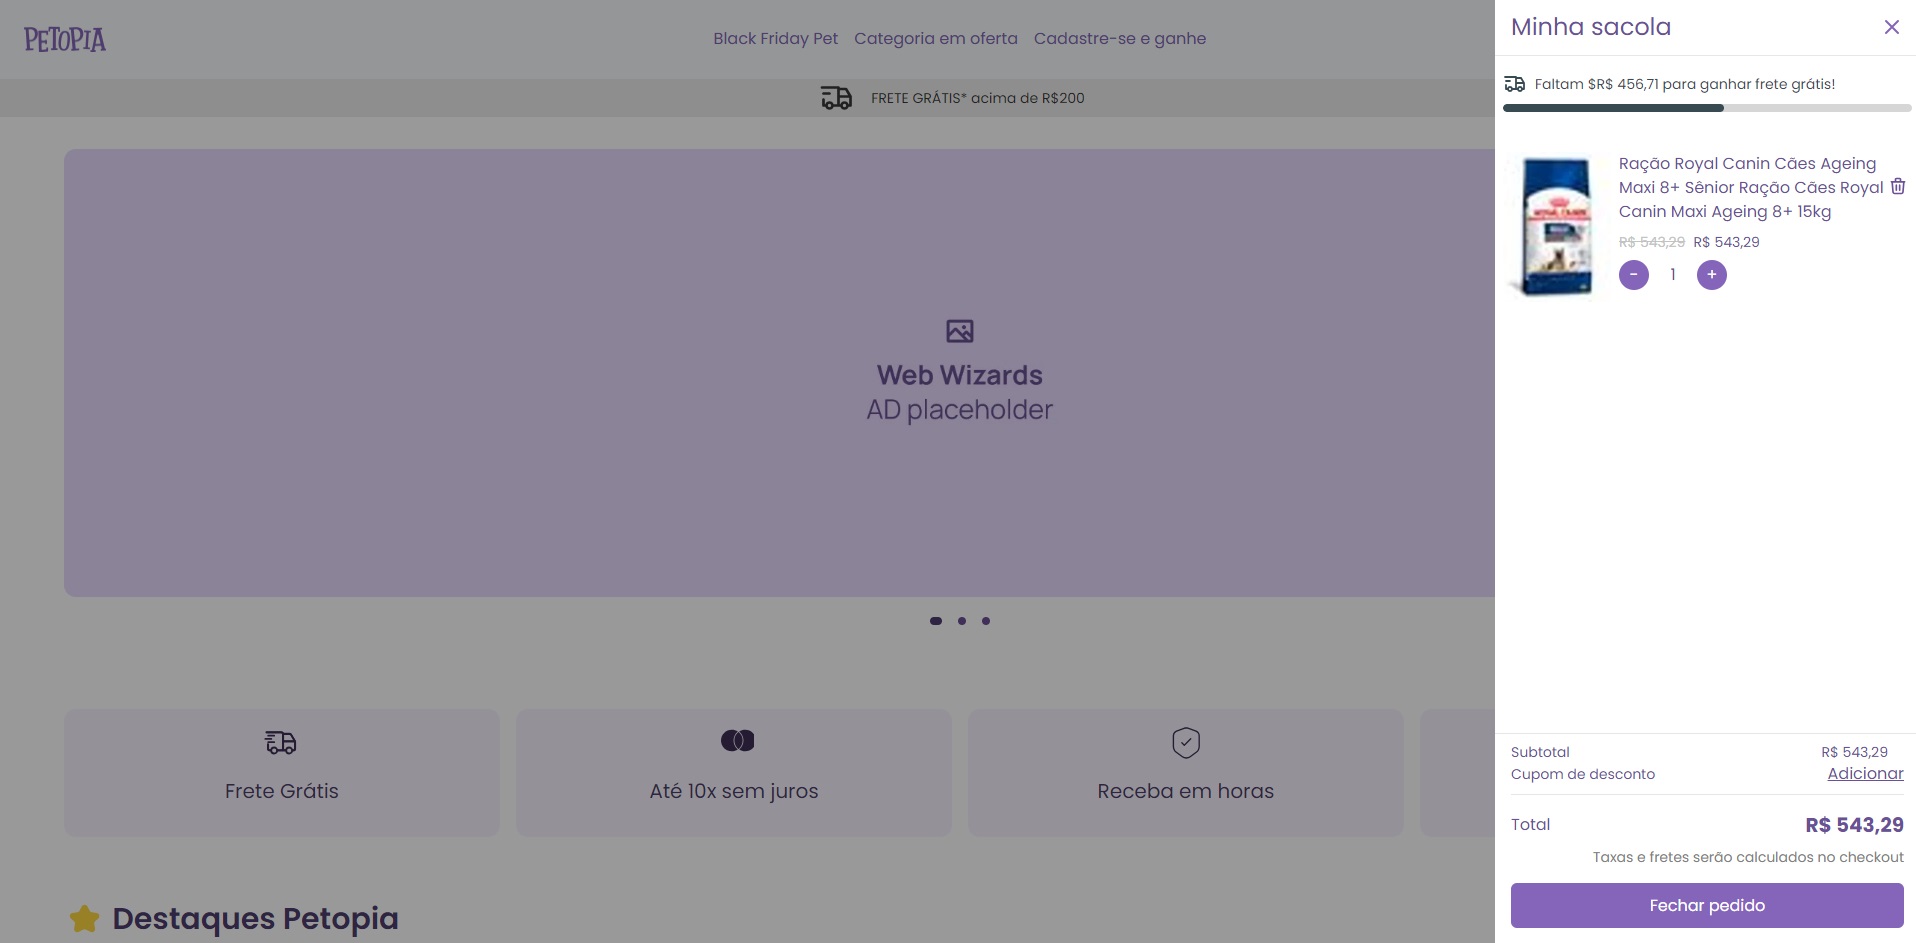 PETOPIA
Black Friday Pet Categoria em oferta Cadastre-se e ganhe
FRETE GRÁTIS* acima de R$200
Web Wizards
AD placeholder
Frete Grátis
Até 10x sem juros
Receba em horas
Destaques Petopia
Minha sacola
Faltam $R$ 456,71 para ganhar frete grátis!
ROYAL CANIN
Ração Royal Canin Cães Ageing
Maxi 8+ Sênior Ração Cães Royal
Canin Maxi Ageing 8+ 15kg
R$ 543,29 R$ 543,29
- 1 +
Subtotal R$ 543,29
Cupom de desconto Adicionar
Total R$ 543,29
Taxas e fretes serão calculados no checkout
Fechar pedido